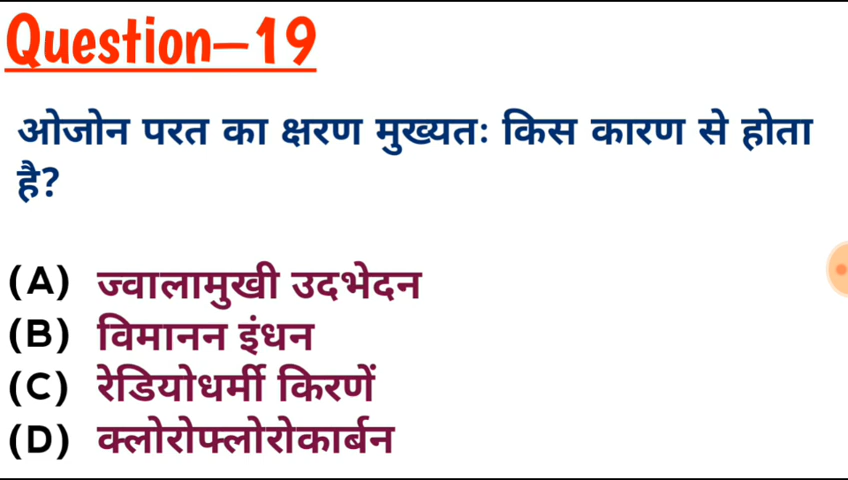 Question–19
ओजोन परत का क्षरण मुख्यतः किस कारण से होता
है?
(A) ज्वालामुखी उदभेदन
(B) विमानन इंधन
(C) रेडियोधर्मी किरणें
(D) क्लोरोफ्लोरोकार्बन